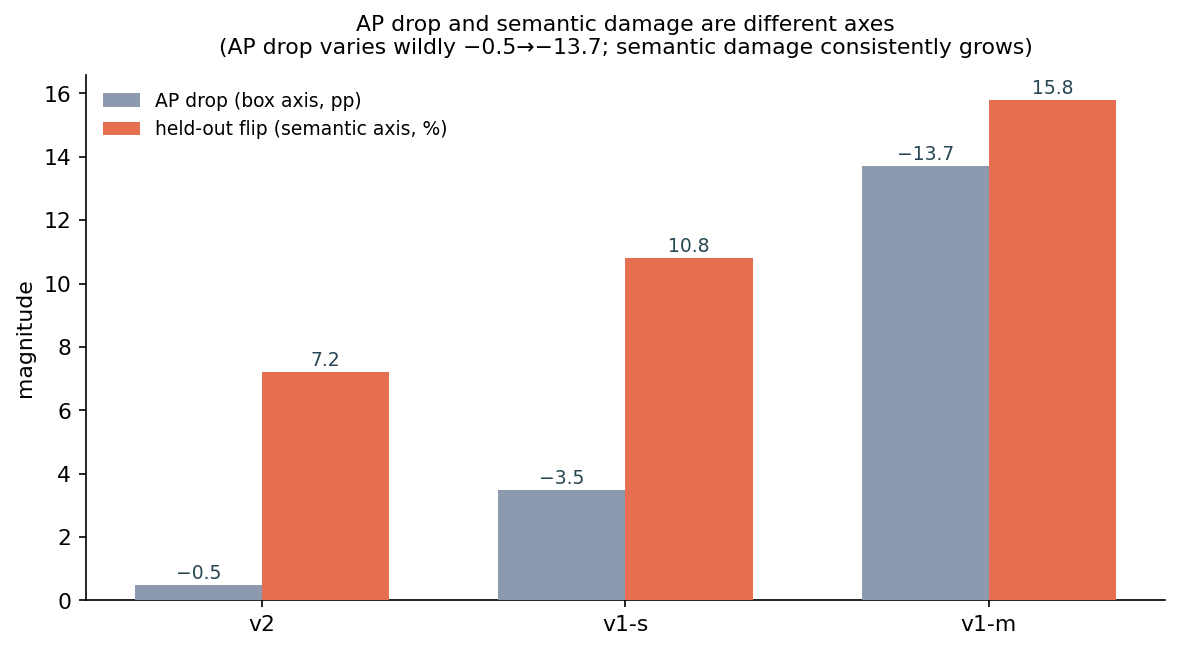 AP drop and semantic damage are different axes
(AP drop varies wildly −0.5→−13.7; semantic damage consistently grows)
AP drop (box axis, pp)
held-out flip (semantic axis, %)
magnitude
16
14
12
10
8
6
4
2
0
−0.5
7.2
−3.5
10.8
−13.7
15.8
v2
v1-s
v1-m